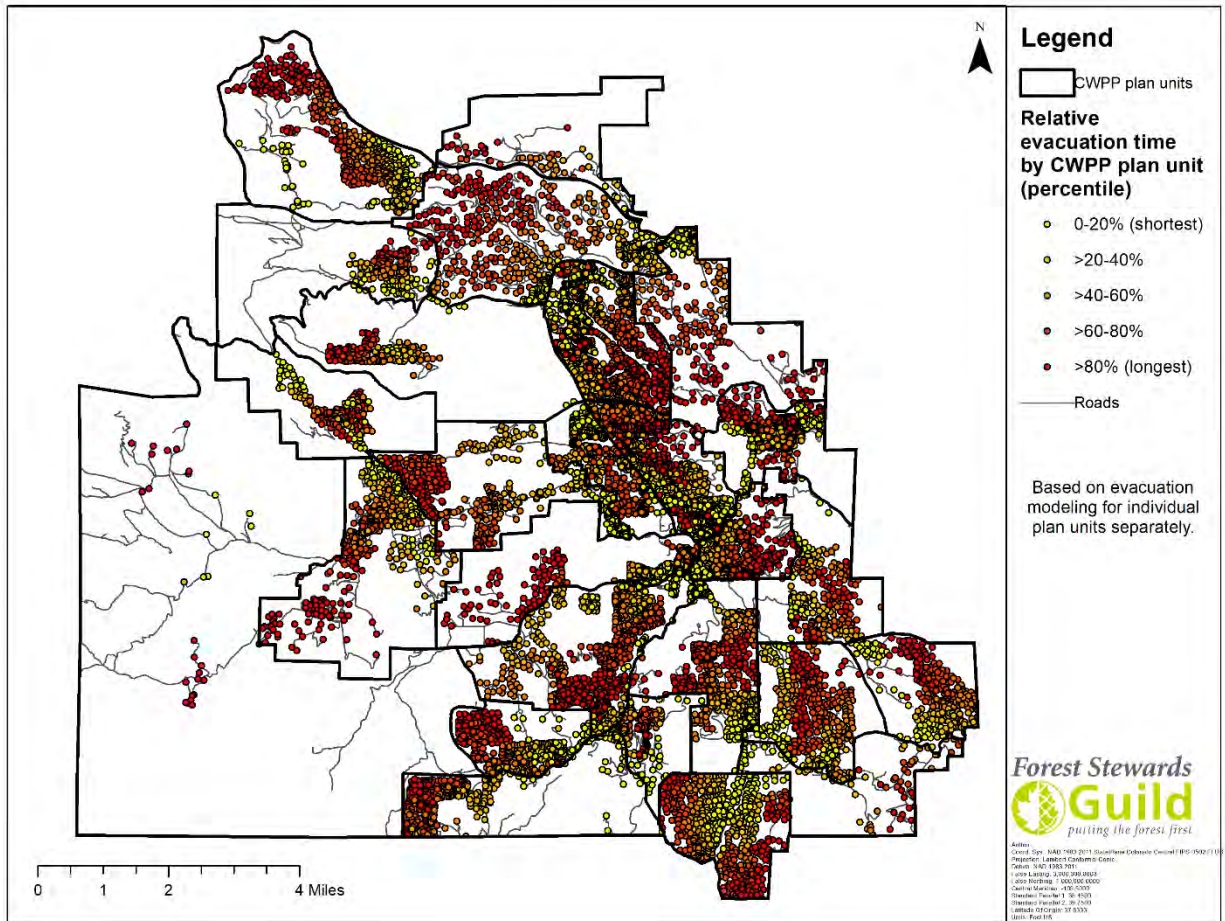 N
Legend
CWPP plan units
Relative
evacuation time
by CWPP plan unit
(percentile)
0-20% (shortest)
>20-40%
>40-60%
>60-80%
>80% (longest)
Roads
Based on evacuation
modeling for individual
plan units separately.
Forest Stewards
Guild
putting the forest first
0 1 2 4 Miles